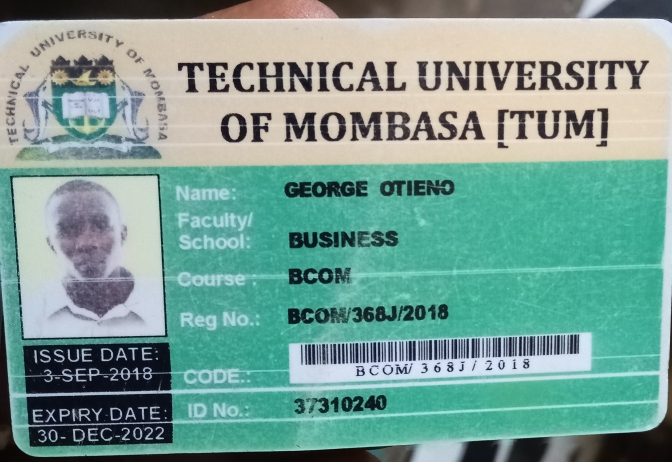 TECHNICAL UNIVERSITY OF MOMBASA
TECHNICAL UNIVERSITY
OF MOMBASA [TUM]
Name: GEORGE OTIENO
Faculty/
School: BUSINESS
Course : BCOM
Reg No.: BCOM/368J/2018
CODE.: BCOM/ 368J / 2018
ID No.: 37310240
ISSUE DATE:
3-SEP-2018
EXPIRY DATE:
30- DEC-2022